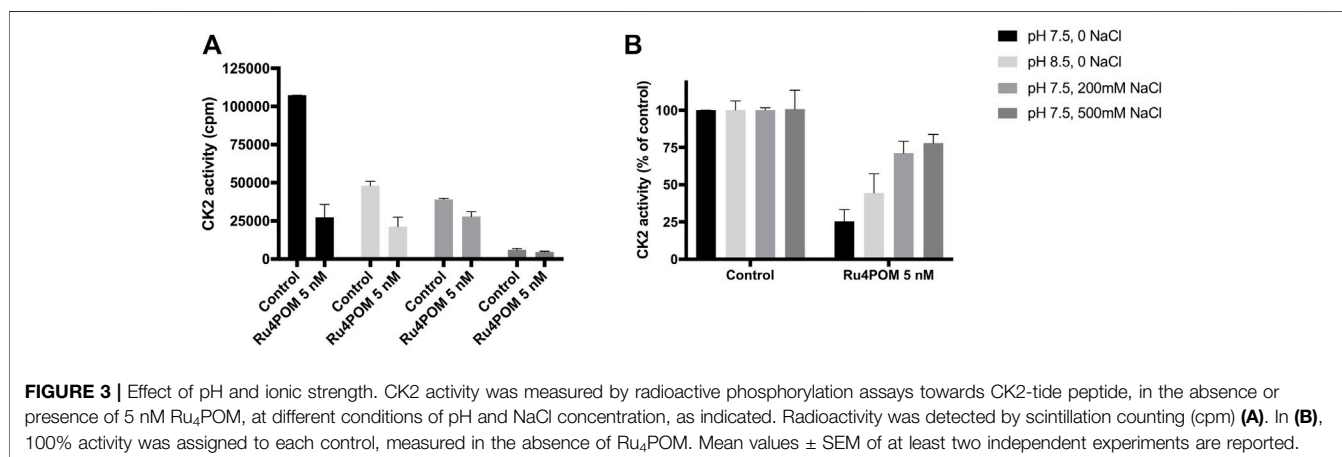 A
CK2 activity (cpm)
125000
100000
75000
50000
25000
0
Control
Ru4POM 5 nM
Control
Ru4POM 5 nM
Control
Ru4POM 5 nM
Control
Ru4POM 5 nM
B
CK2 activity (% of control)
100
75
50
25
0
Control
Ru4POM 5 nM
pH 7.5, 0 NaCl
pH 8.5, 0 NaCl
pH 7.5, 200mM NaCl
pH 7.5, 500mM NaCl
FIGURE 3 | Effect of pH and ionic strength. CK2 activity was measured by radioactive phosphorylation assays towards CK2-tide peptide, in the absence or
presence of 5 nM Ru₄POM, at different conditions of pH and NaCl concentration, as indicated. Radioactivity was detected by scintillation counting (cpm) (A). In (B),
100% activity was assigned to each control, measured in the absence of Ru₄POM. Mean values ± SEM of at least two independent experiments are reported.